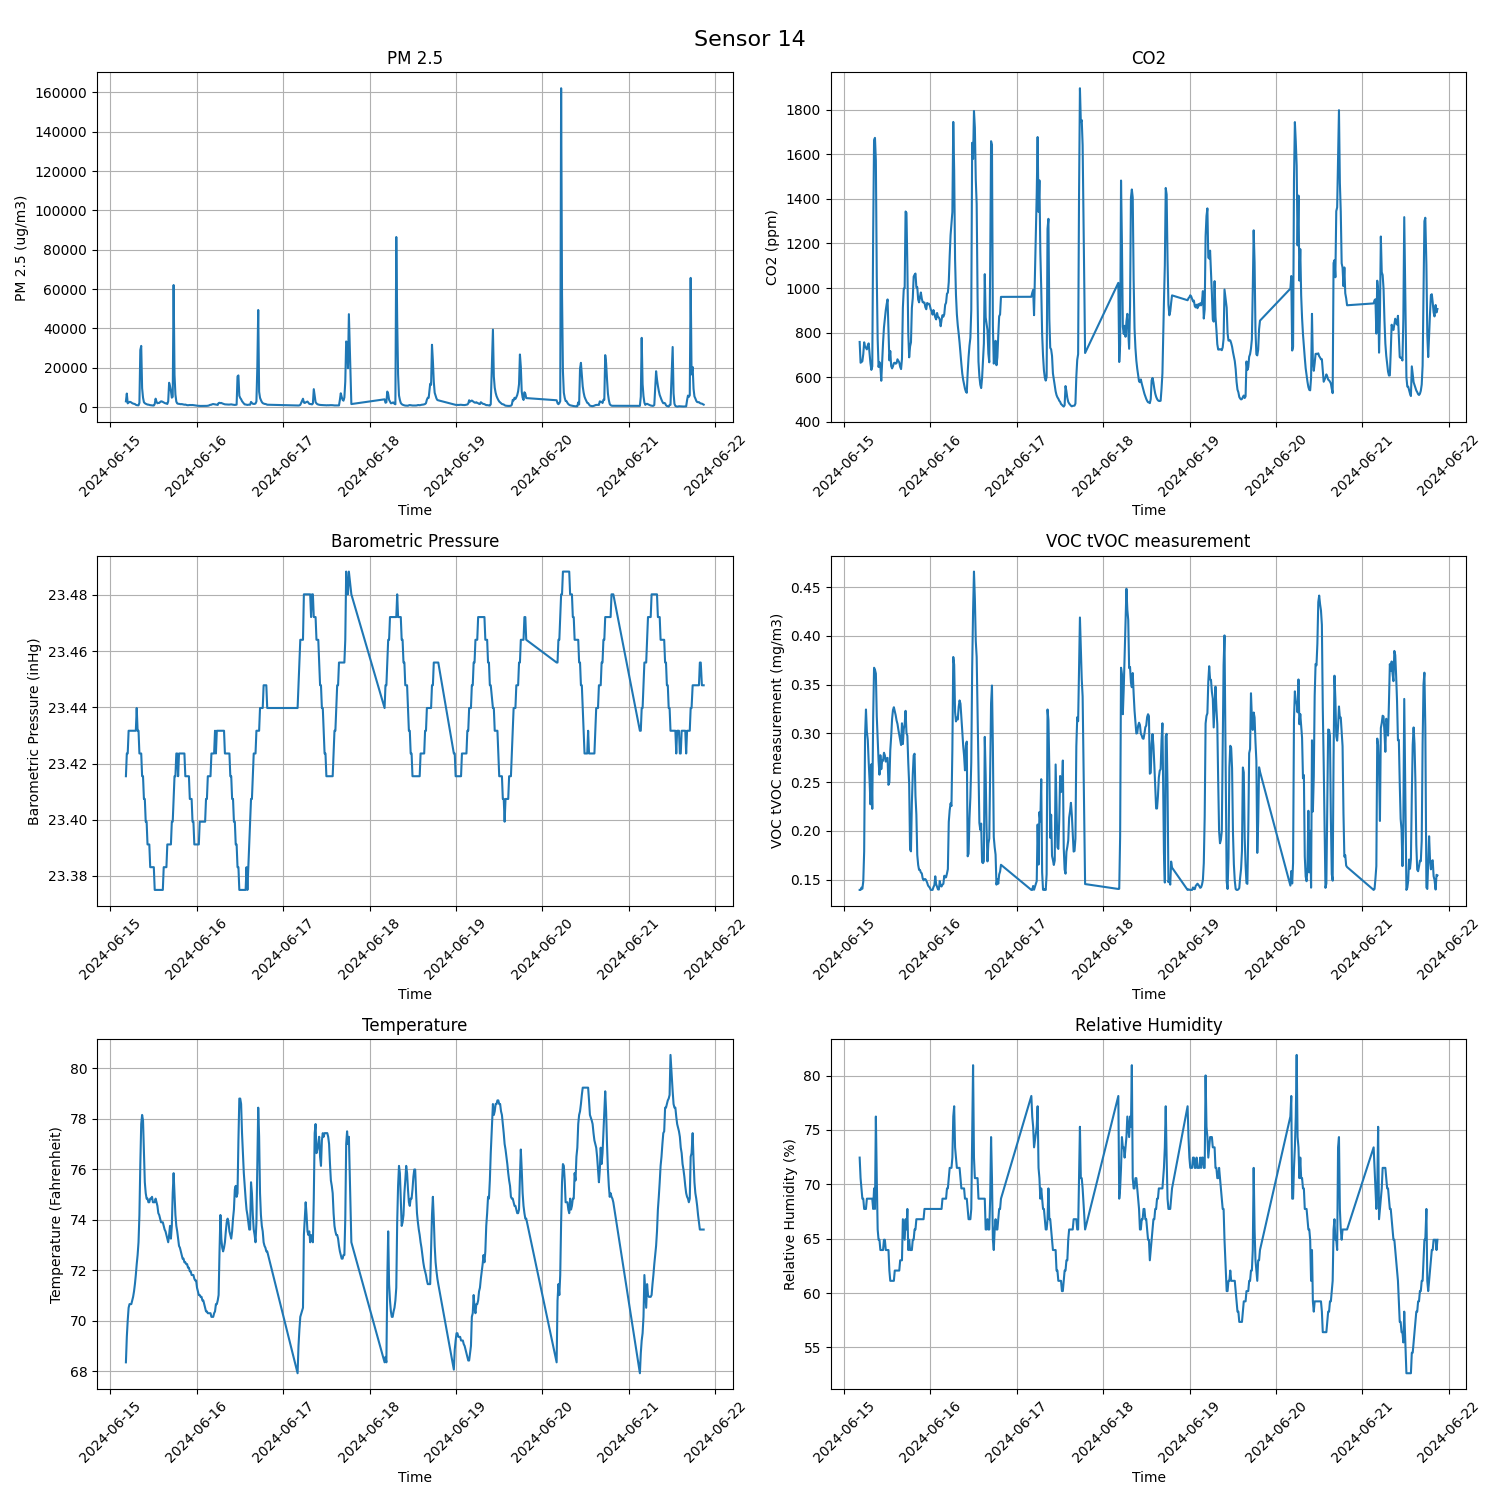 Sensor 14
PM 2.5
PM 2.5 (ug/m3)
160000
140000
120000
100000
80000
60000
40000
20000
0
2024-06-15 2024-06-16 2024-06-17 2024-06-18 2024-06-19 2024-06-20 2024-06-21 2024-06-22
Time
CO2
CO2 (ppm)
1800
1600
1400
1200
1000
800
600
400
2024-06-15 2024-06-16 2024-06-17 2024-06-18 2024-06-19 2024-06-20 2024-06-21 2024-06-22
Time
Barometric Pressure
Barometric Pressure (inHg)
23.48
23.46
23.44
23.42
23.40
23.38
2024-06-15 2024-06-16 2024-06-17 2024-06-18 2024-06-19 2024-06-20 2024-06-21 2024-06-22
Time
VOC tVOC measurement
VOC tVOC measurement (mg/m3)
0.45
0.40
0.35
0.30
0.25
0.20
0.15
2024-06-15 2024-06-16 2024-06-17 2024-06-18 2024-06-19 2024-06-20 2024-06-21 2024-06-22
Time
Temperature
Temperature (Fahrenheit)
80
78
76
74
72
70
68
2024-06-15 2024-06-16 2024-06-17 2024-06-18 2024-06-19 2024-06-20 2024-06-21 2024-06-22
Time
Relative Humidity
Relative Humidity (%)
80
75
70
65
60
55
2024-06-15 2024-06-16 2024-06-17 2024-06-18 2024-06-19 2024-06-20 2024-06-21 2024-06-22
Time